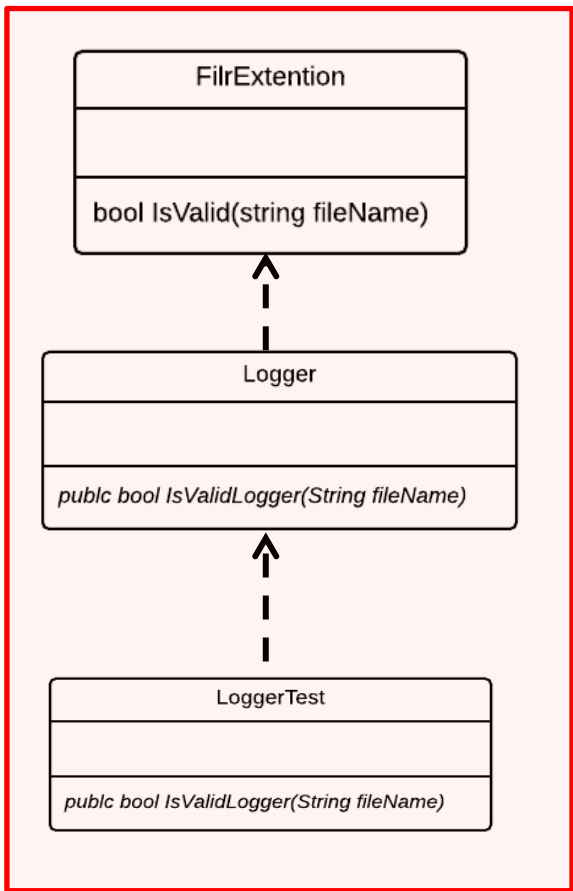 FilrExtention
bool IsValid(string fileName)
Logger
publc bool IsValidLogger(String fileName)
LoggerTest
publc bool IsValidLogger(String fileName)